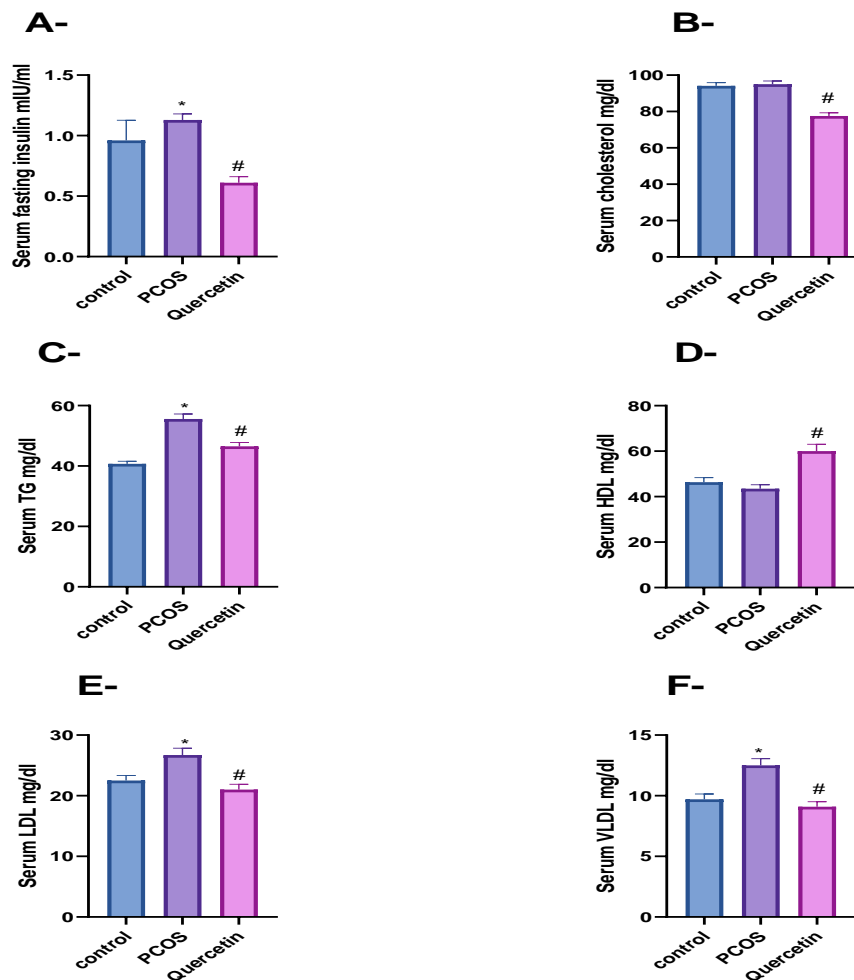 A-
Serum fasting insulin mIU/ml
1.5
1.0
0.5
0.0
*
#
control
PCOS
Quercetin
B-
Serum cholesterol mg/dl
100
80
60
40
20
0
#
control
PCOS
Quercetin
C-
Serum TG mg/dl
60
40
20
0
*
#
control
PCOS
Quercetin
D-
Serum HDL mg/dl
80
60
40
20
0
#
control
PCOS
Quercetin
E-
Serum LDL mg/dl
30
20
10
0
*
#
control
PCOS
Quercetin
F-
Serum VLDL mg/dl
15
10
5
0
*
#
control
PCOS
Quercetin